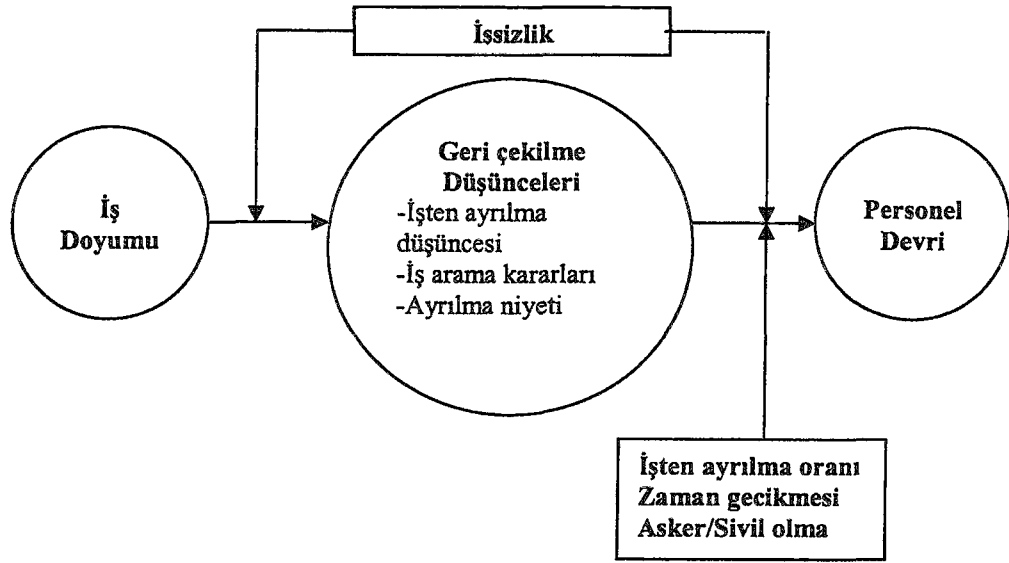 İşsizlik
İş
Doyumu
Geri çekilme
Düşünceleri
-İşten ayrılma
düşüncesi
-İş arama kararları
-Ayrılma niyeti
Personel
Devri
İşten ayrılma oranı
Zaman gecikmesi
Asker/Sivil olma